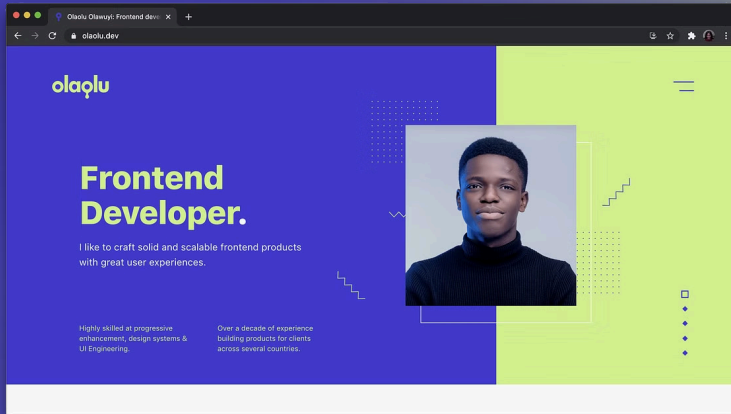 Olaolu Olawuyi: Frontend deve
olaolu.dev
olaolu
Frontend
Developer.
I like to craft solid and scalable frontend products
with great user experiences.
Highly skilled at progressive
enhancement, design systems &
UI Engineering.
Over a decade of experience
building products for clients
across several countries.